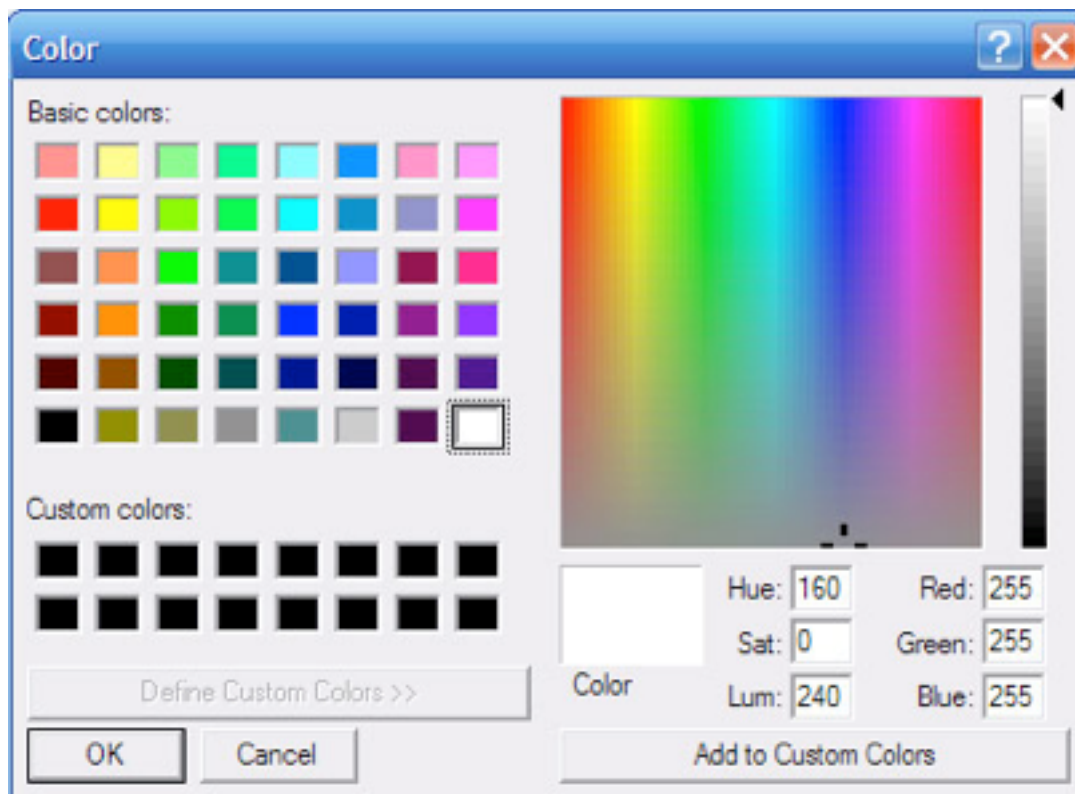 Color
Basic colors:
Custom colors:
Define Custom Colors >>
OK
Cancel
Color
Hue: 160
Sat: 0
Lum: 240
Red: 255
Green: 255
Blue: 255
Add to Custom Colors